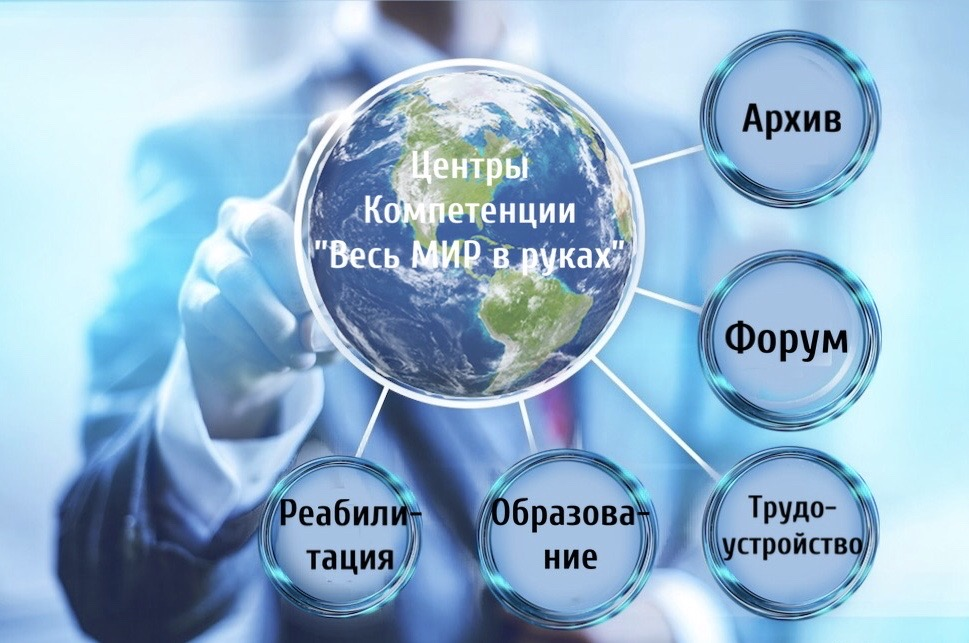 Центры
Компетенции
"Весь МИР в руках"
Архив
Форум
Трудо-
устройство
Образова-
ние
Реабили-
тация